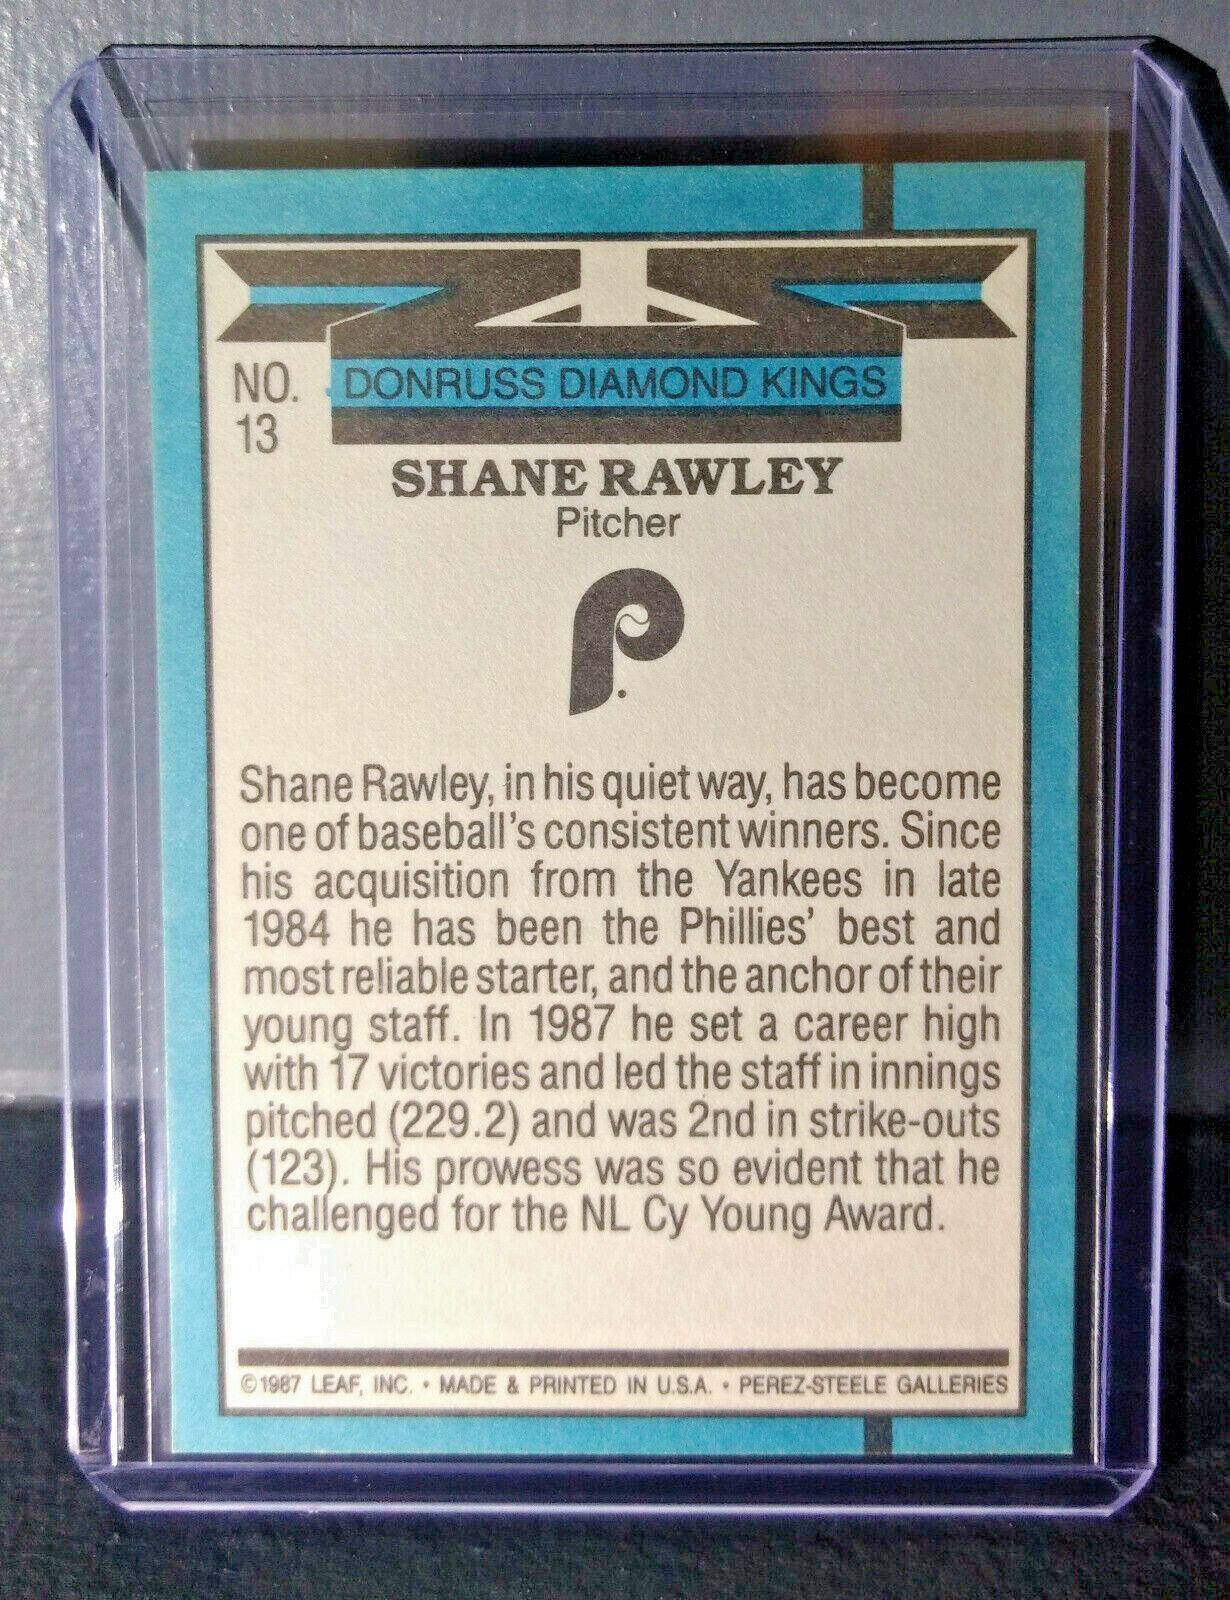 NO.
13
DONRUSS DIAMOND KINGS
SHANE RAWLEY
Pitcher
P
Shane Rawley, in his quiet way, has become
one of baseball's consistent winners. Since
his acquisition from the Yankees in late
1984 he has been the Phillies' best and
most reliable starter, and the anchor of their
young staff. In 1987 he set a career high
with 17 victories and led the staff in innings
pitched (229.2) and was 2nd in strike-outs
(123). His prowess was so evident that he
challenged for the NL Cy Young Award.
©1987 LEAF, INC. • MADE & PRINTED IN U.S.A. • PEREZ-STEELE GALLERIES